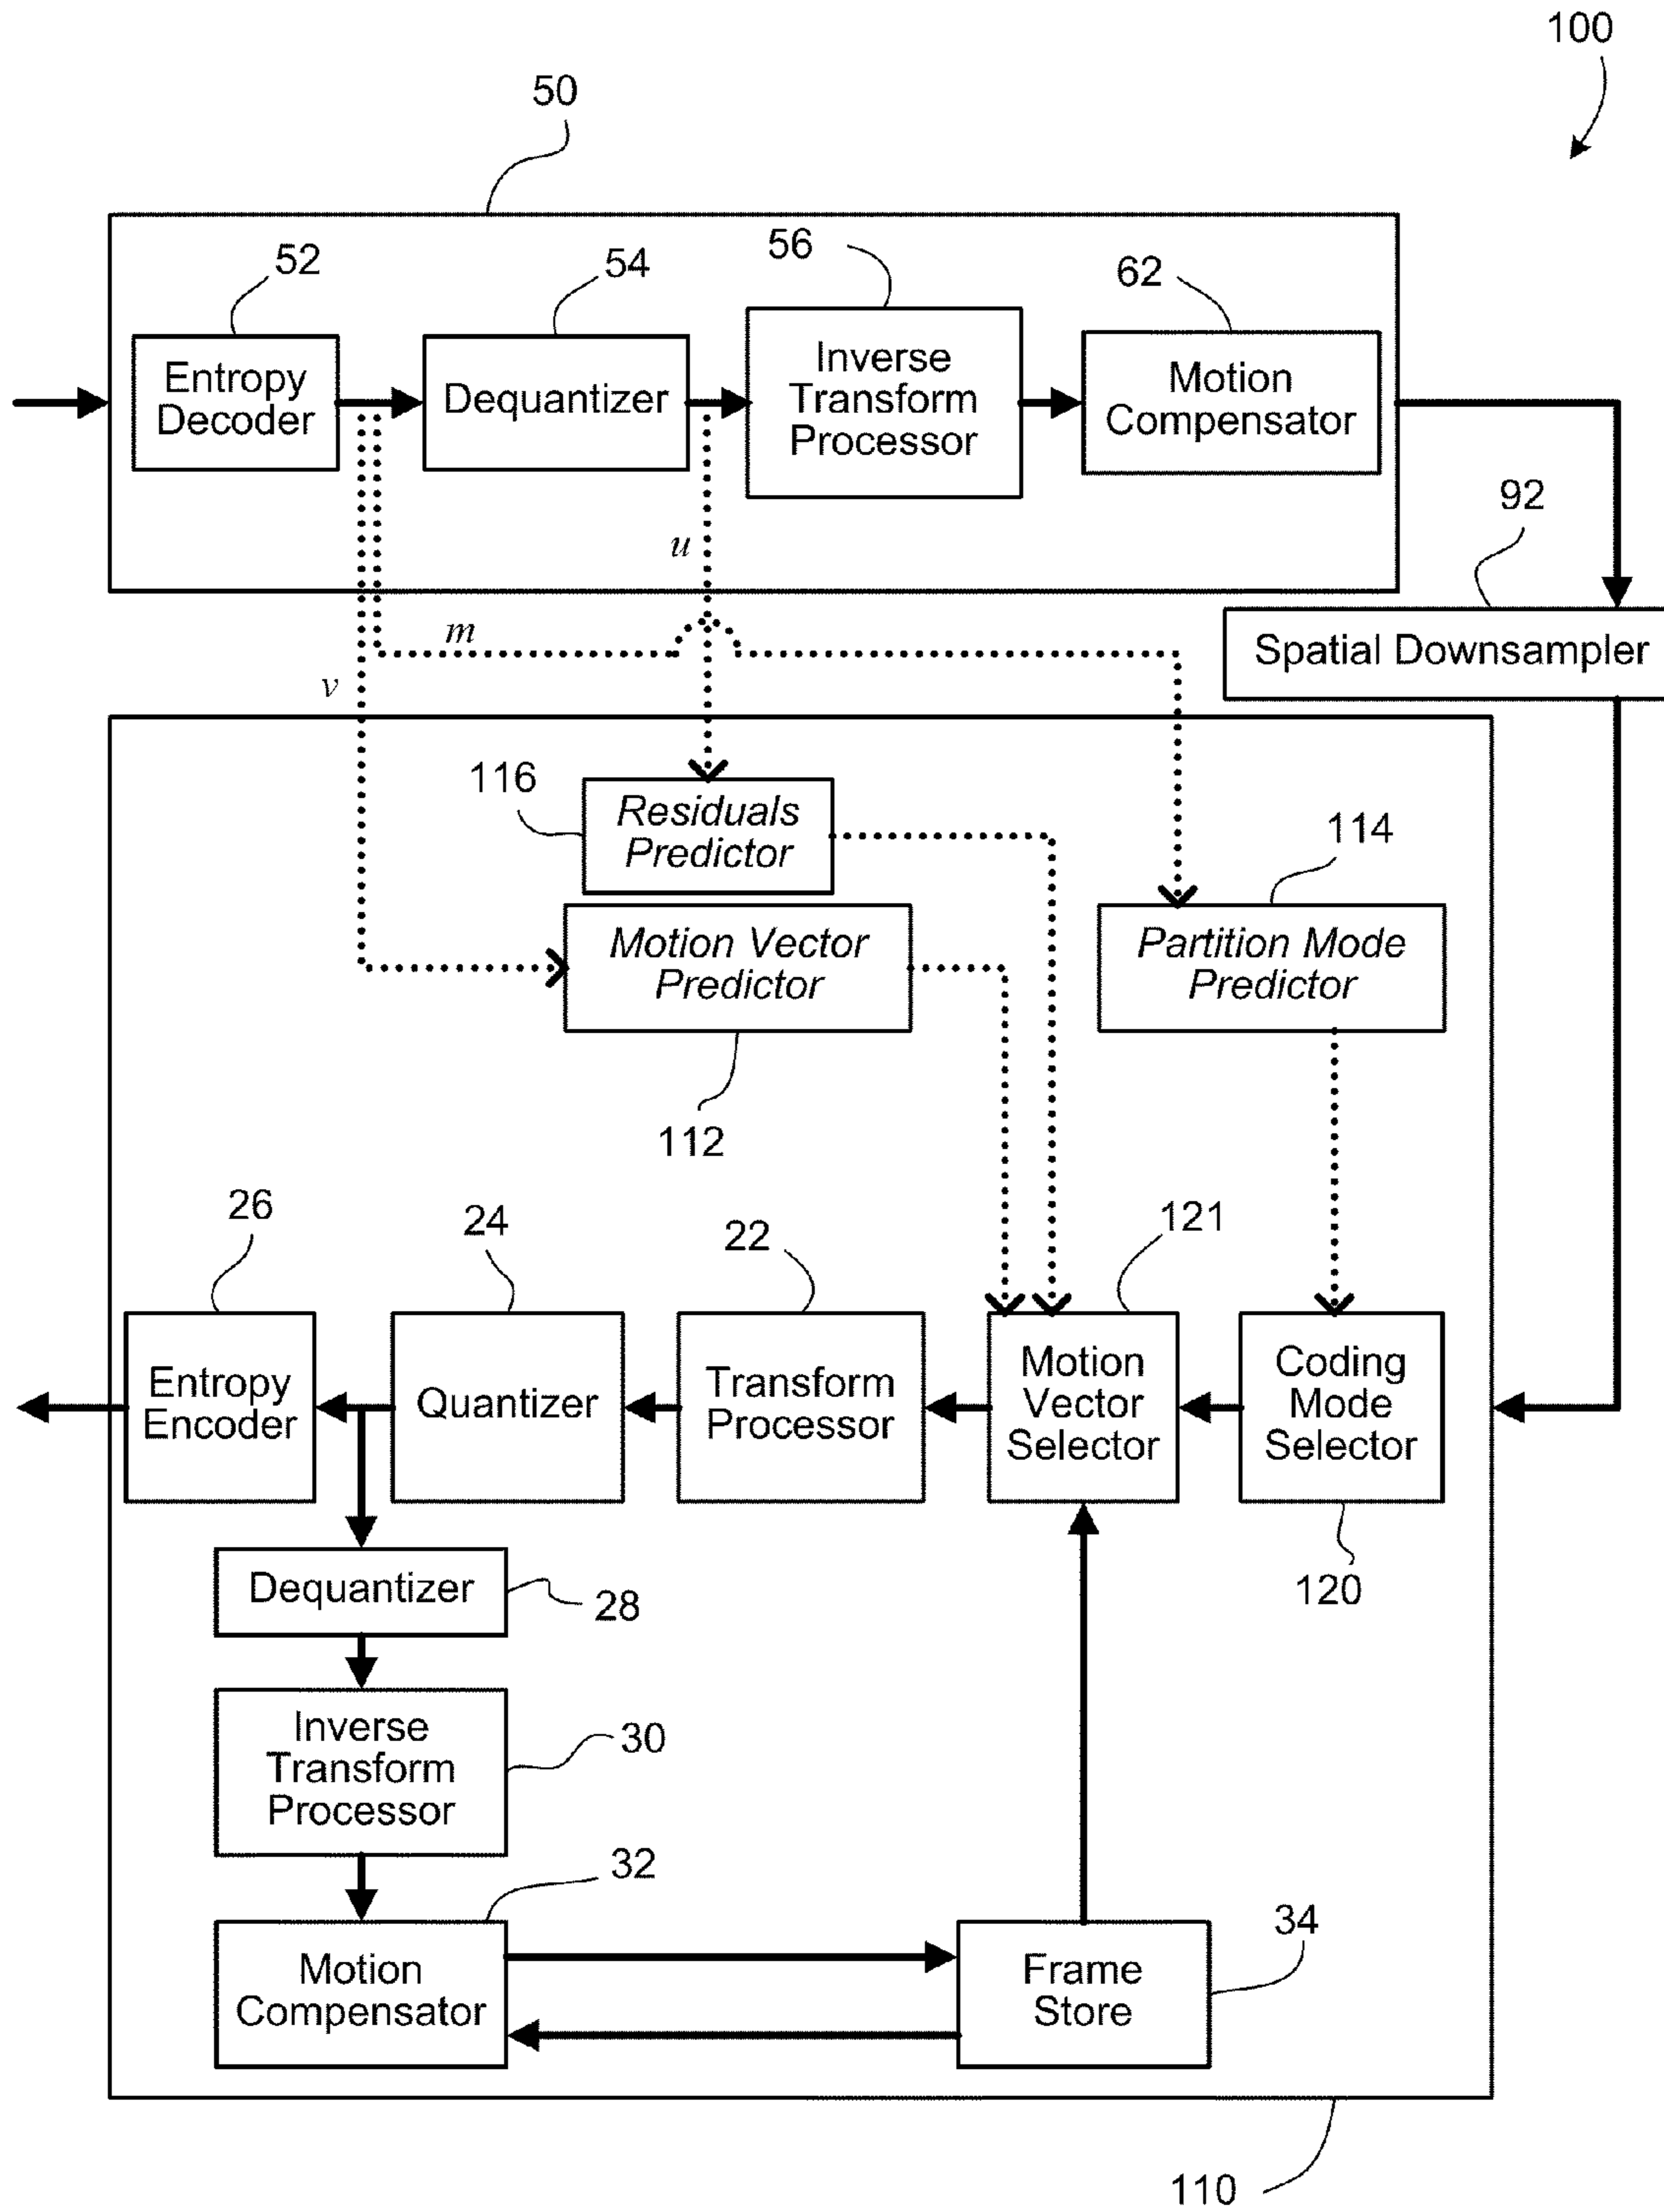 100
50
52
54
56
62
Entropy
Decoder
Dequantizer
Inverse
Transform
Processor
Motion
Compensator
92
u
m
v
Spatial Downsampler
116
Residuals
Predictor
114
Motion Vector
Predictor
Partition Mode
Predictor
112
26
24
22
121
Entropy
Encoder
Quantizer
Transform
Processor
Motion
Vector
Selector
Coding
Mode
Selector
120
Dequantizer
28
Inverse
Transform
Processor
30
32
Motion
Compensator
Frame
Store
34
110